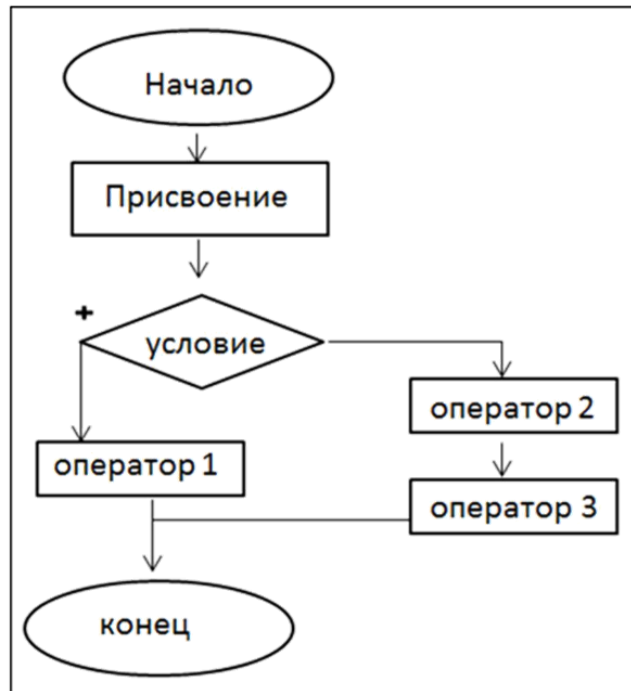 Начало
Присвоение
+
условие
оператор 2
оператор 1
оператор 3
конец